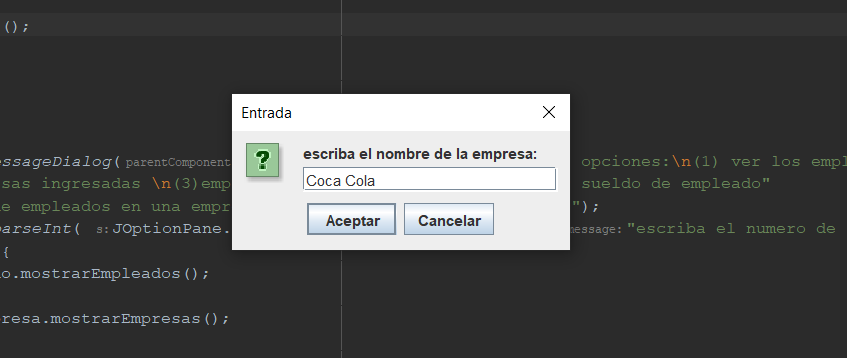 ();
Entrada
escriba el nombre de la empresa:
essageDialog( parentComponent opciones:\n(1) ver los empl
Coca Cola
sas ingresadas \n(3)emp sueldo de empleado"
de empleados en una empr ");
Aceptar Cancelar
parseInt( s: JOptionPane. message: "escriba el numero de
{
o.mostrarEmpleados();
resa.mostrarEmpresas();